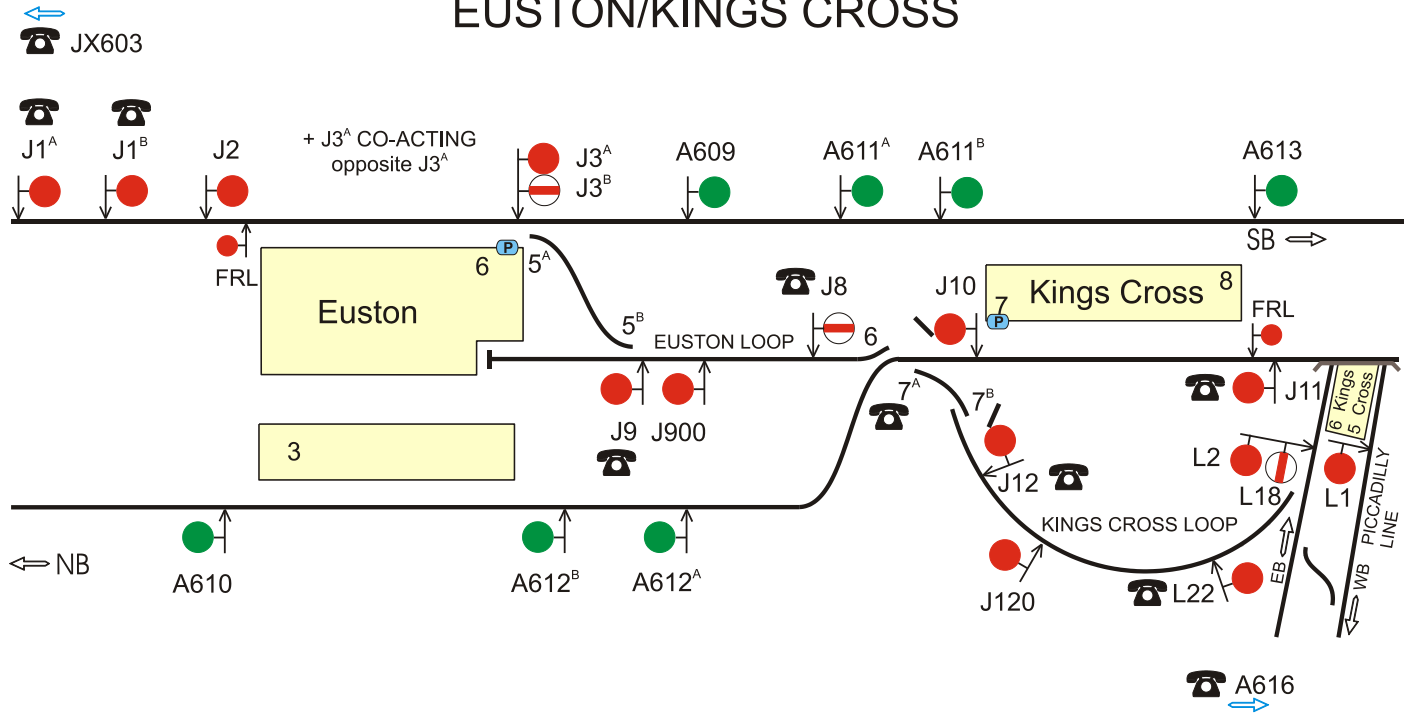 EUSTON/KINGS CROSS
JX603
J1ᴬ
J1ᴮ
J2
+ J3ᴬ CO-ACTING
opposite J3ᴬ
J3ᴬ
J3ᴮ
A609
A611ᴬ
A611ᴮ
A613
FRL
SB
6
P
5ᴬ
Euston
5ᴮ
EUSTON LOOP
J8
6
J10
7
P
Kings Cross
8
FRL
J9
J900
7ᴬ
7ᴮ
J11
6 Kings
5 Cross
3
J12
L2
L18
L1
PICCADILLY
LINE
KINGS CROSS LOOP
NB
A610
A612ᴮ
A612ᴬ
J120
L22
EB
WB
A616